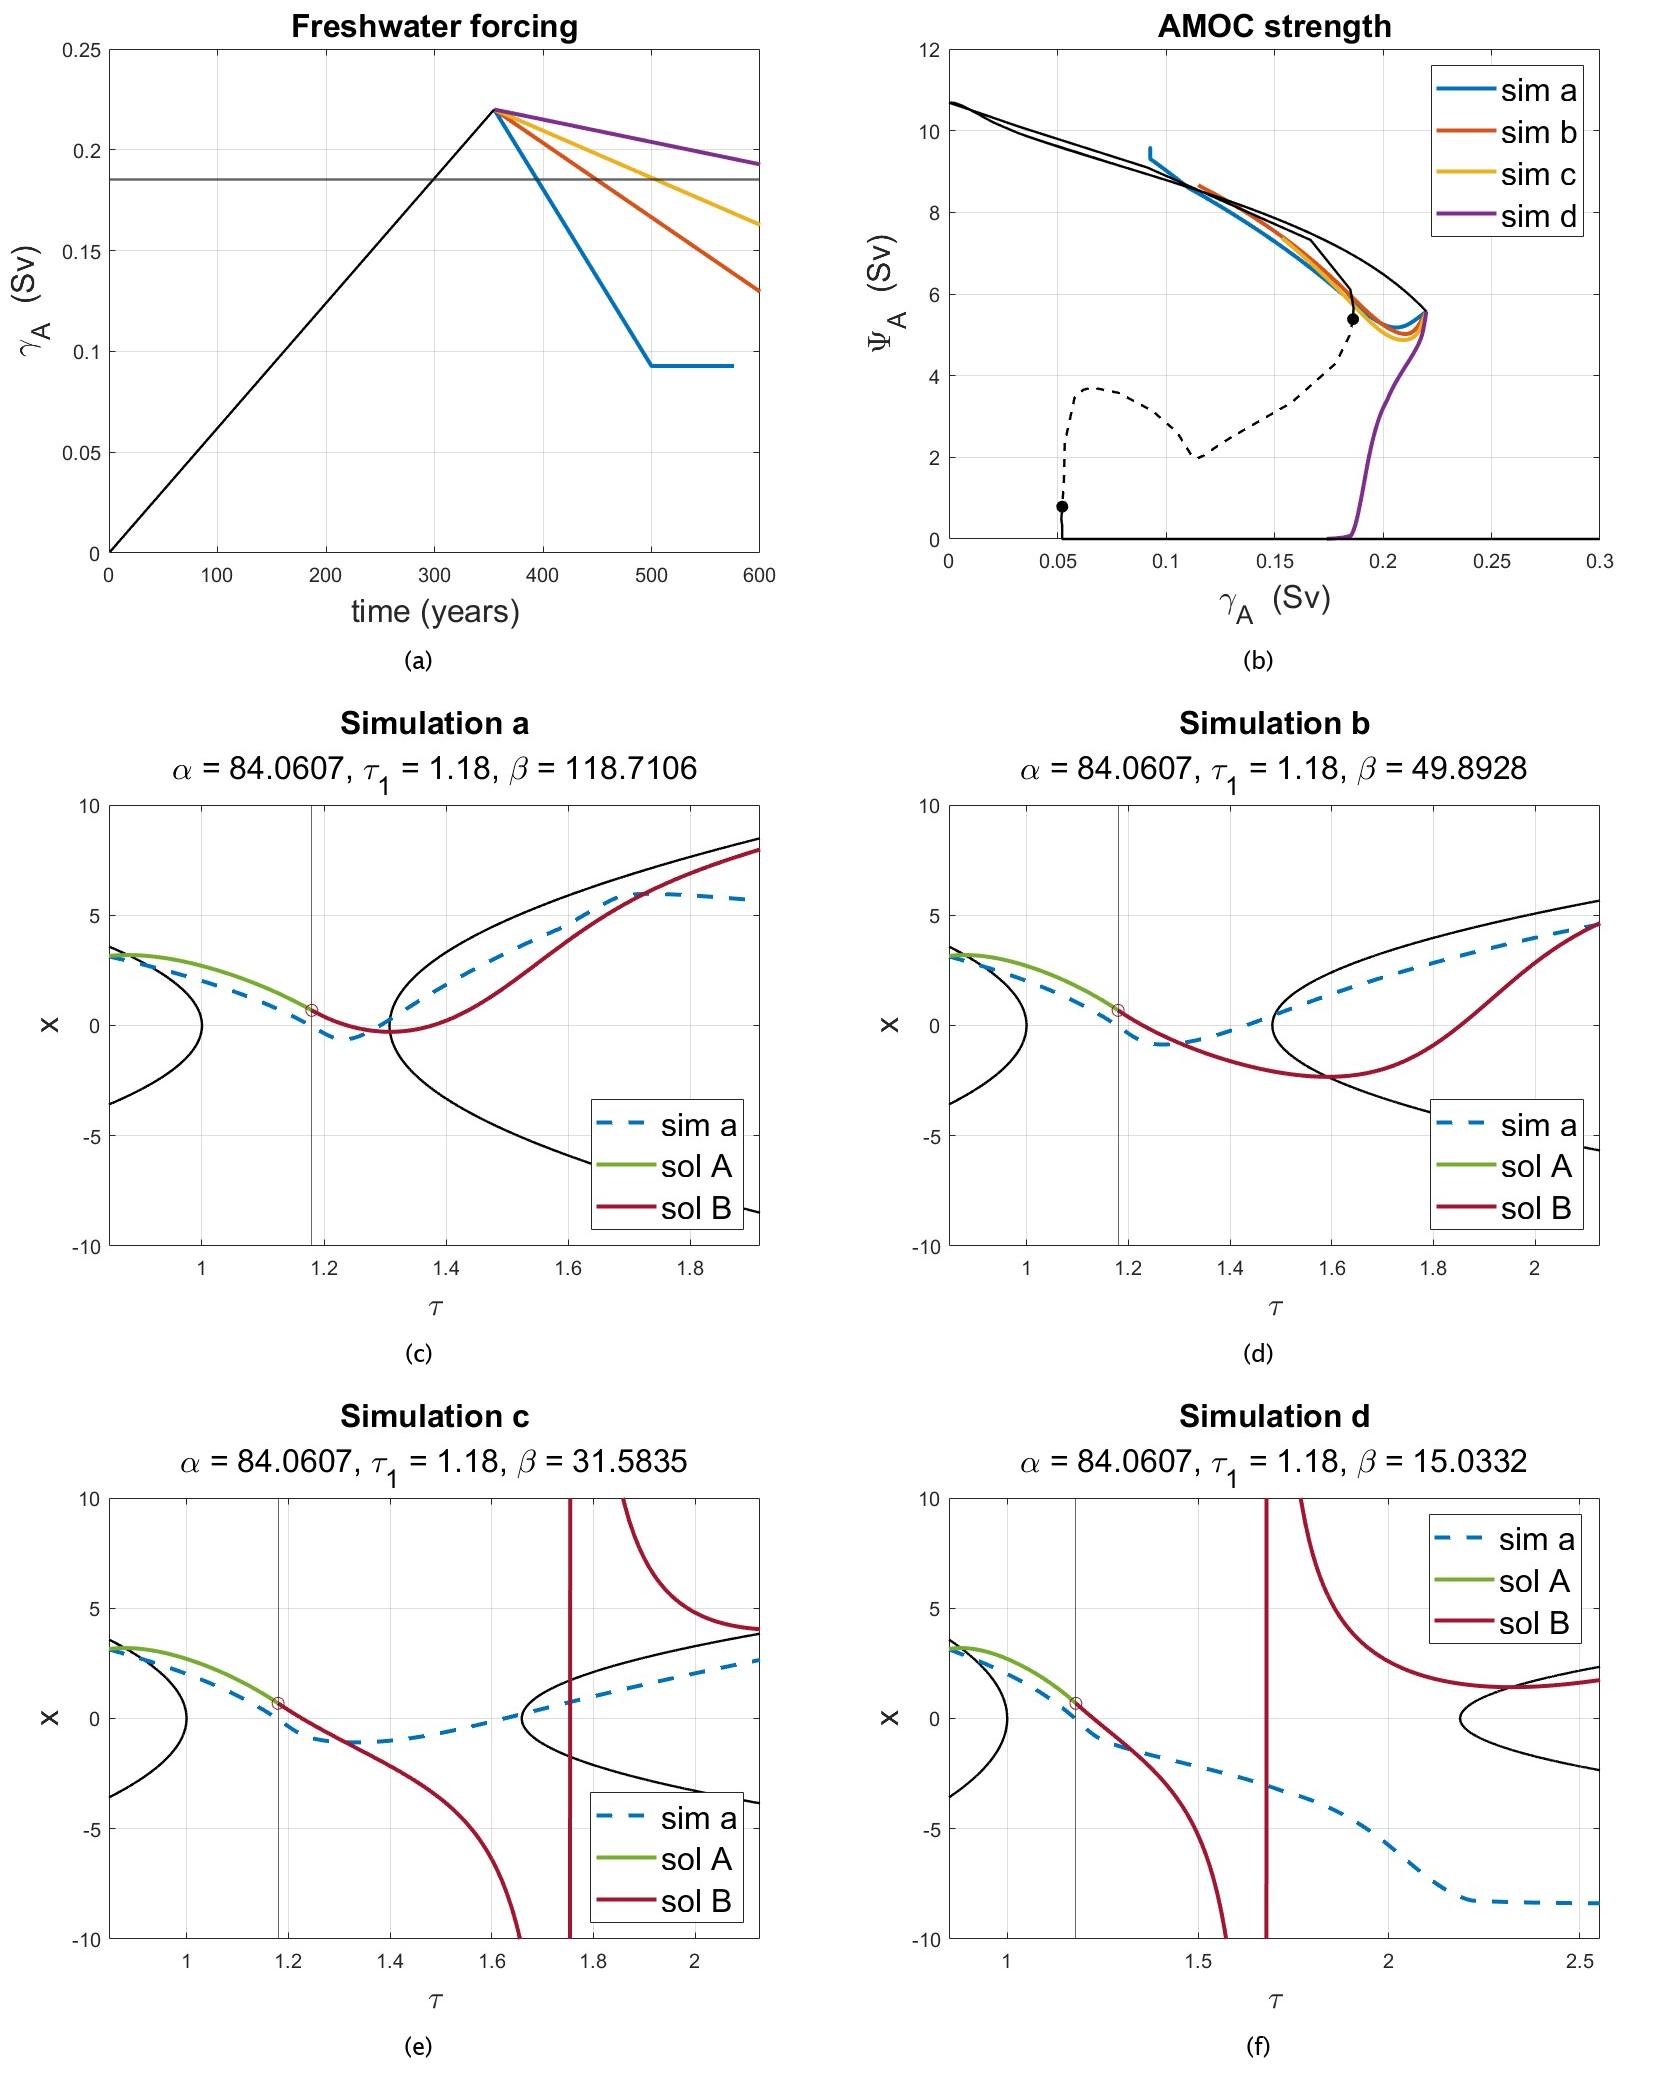 Freshwater forcing
0.25
0.2
0.15
0.1
0.05
0
γ_A (Sv)
0 100 200 300 400 500 600
time (years)
(a)
AMOC strength
12
10
8
6
4
2
0
Ψ_A (Sv)
sim a
sim b
sim c
sim d
0 0.05 0.1 0.15 0.2 0.25 0.3
γ_A (Sv)
(b)
Simulation a
α = 84.0607, τ_1 = 1.18, β = 118.7106
10
5
0
-5
-10
x
sim a
sol A
sol B
1 1.2 1.4 1.6 1.8
τ
(c)
Simulation b
α = 84.0607, τ_1 = 1.18, β = 49.8928
10
5
0
-5
-10
x
sim a
sol A
sol B
1 1.2 1.4 1.6 1.8 2
τ
(d)
Simulation c
α = 84.0607, τ_1 = 1.18, β = 31.5835
10
5
0
-5
-10
x
sim a
sol A
sol B
1 1.2 1.4 1.6 1.8 2
τ
(e)
Simulation d
α = 84.0607, τ_1 = 1.18, β = 15.0332
10
5
0
-5
-10
x
sim a
sol A
sol B
1 1.5 2 2.5
τ
(f)